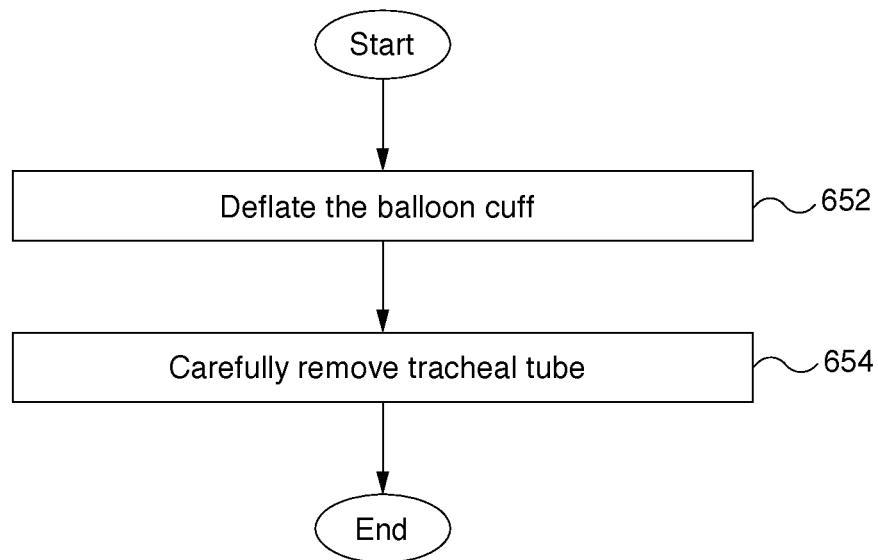 Start
Deflate the balloon cuff
652
Carefully remove tracheal tube
654
End